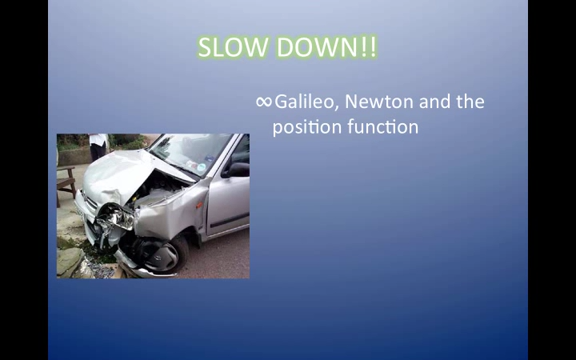 SLOW DOWN!!
∞Galileo, Newton and the
position function